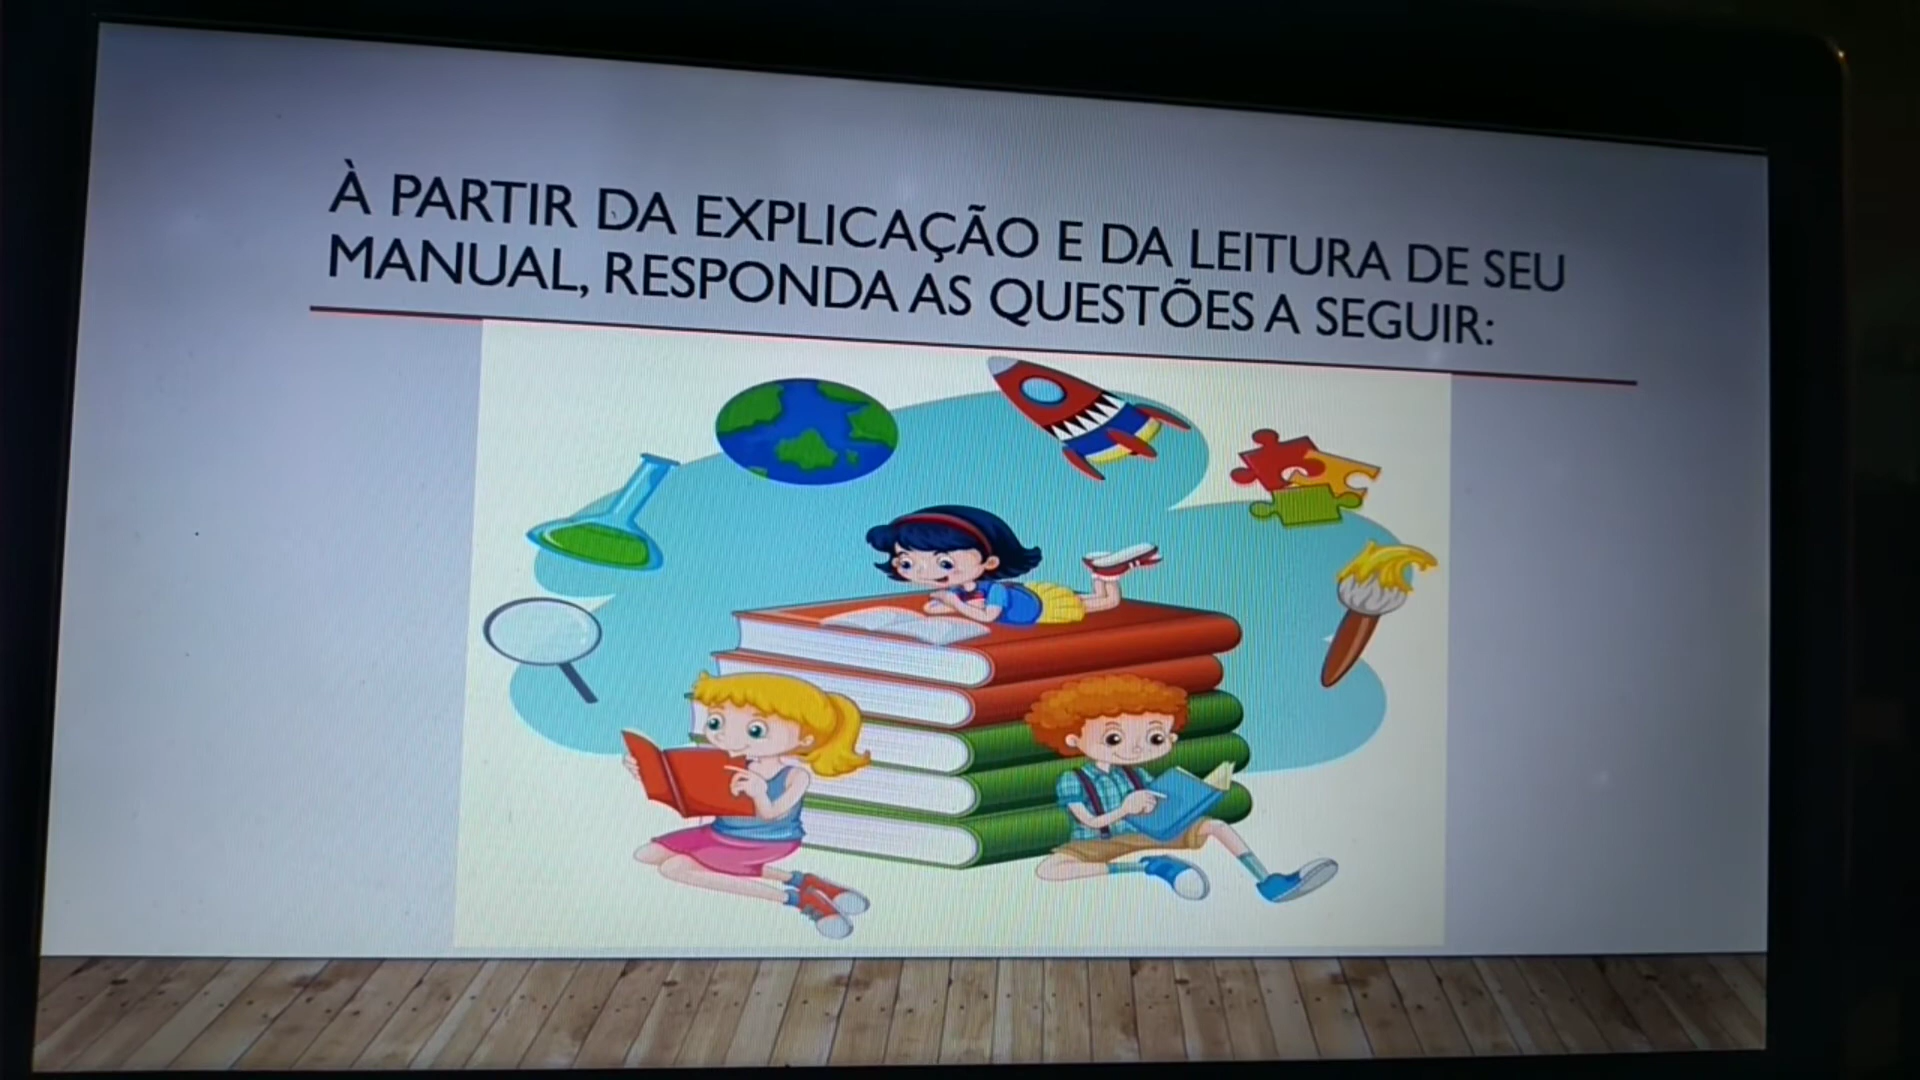 À PARTIR DA EXPLICAÇÃO E DA LEITURA DE SEU
MANUAL, RESPONDA AS QUESTÕES A SEGUIR: